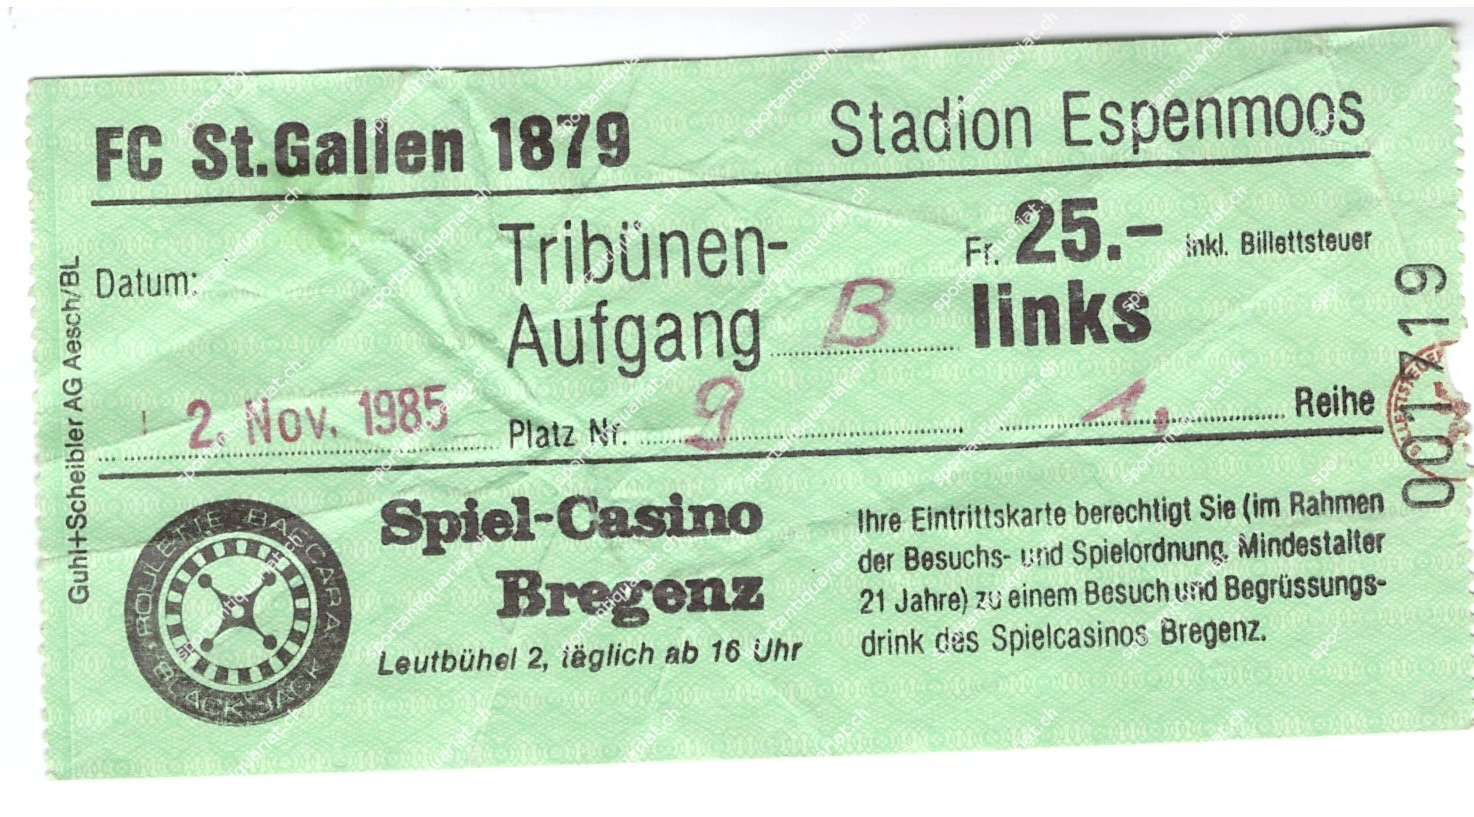 FC St.Gallen 1879
Stadion Espenmoos
Datum:
2. Nov. 1985
Tribünen-
Aufgang B links
Fr. 25.- inkl. Billettsteuer
Platz Nr. 9 1. Reihe
001719
Guhl+Scheibler AG Aesch/BL
ROULETTE BACCARA
BLACK JACK
Spiel-Casino
Bregenz
Leutbühel 2, täglich ab 16 Uhr
Ihre Eintrittskarte berechtigt Sie (im Rahmen
der Besuchs- und Spielordnung. Mindestalter
21 Jahre) zu einem Besuch und Begrüssungs-
drink des Spielcasinos Bregenz.
sportantiquariat.ch